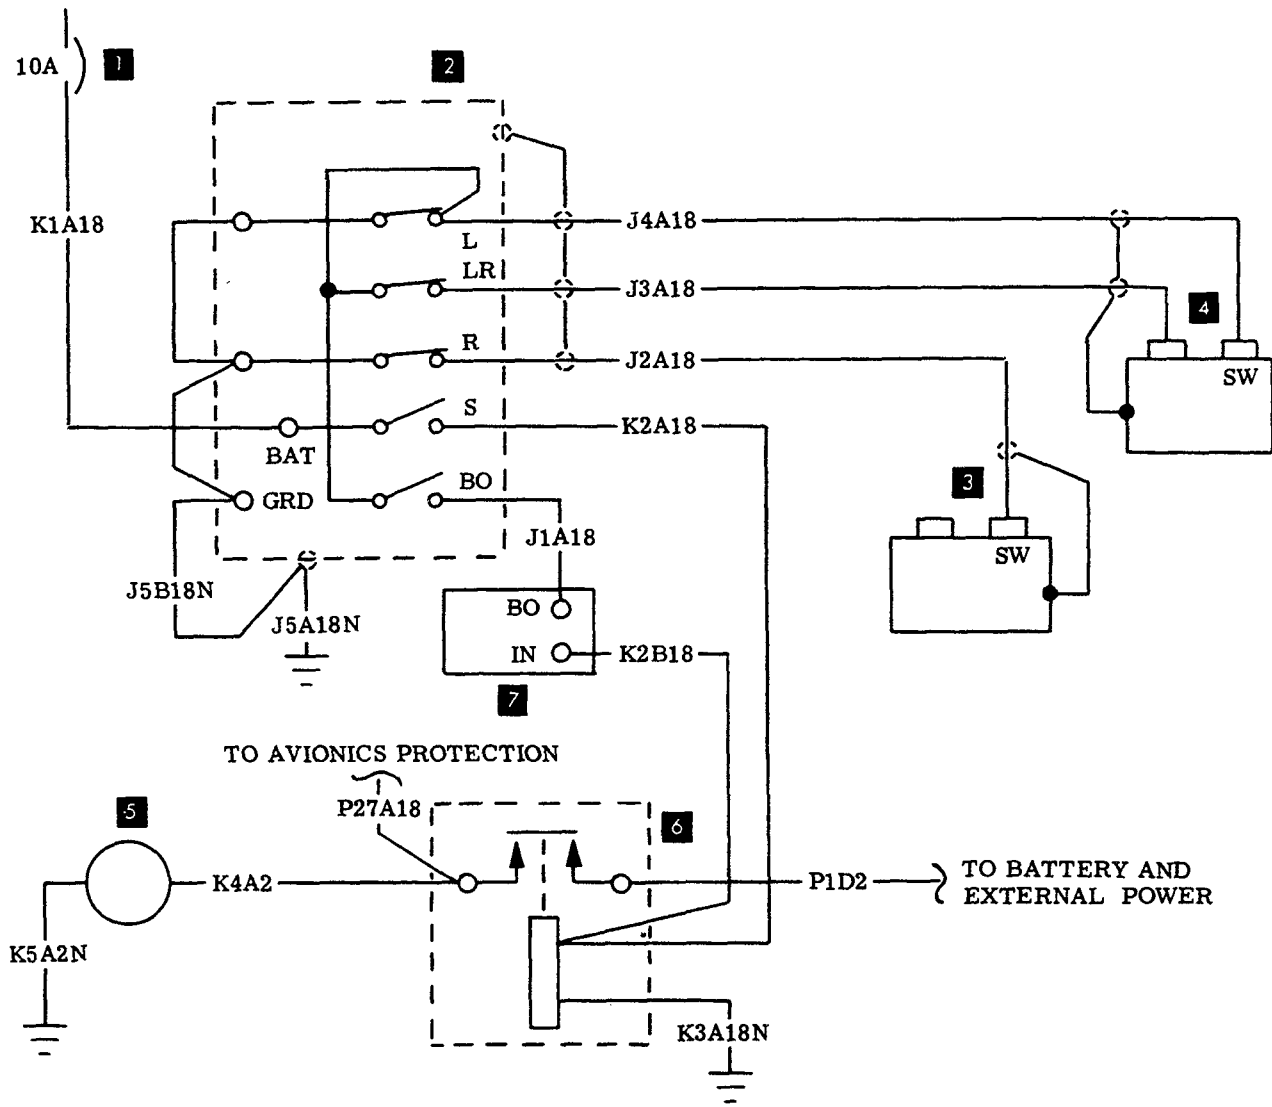 10A
1
2
K1A18
J4A18
L
LR
J3A18
4
R
J2A18
SW
S
K2A18
BAT
BO
3
GRD
J1A18
SW
J5B18N
J5A18N
BO
IN
K2B18
7
TO AVIONICS PROTECTION
P27A18
5
6
K4A2
P1D2
TO BATTERY AND
EXTERNAL POWER
K5A2N
K3A18N